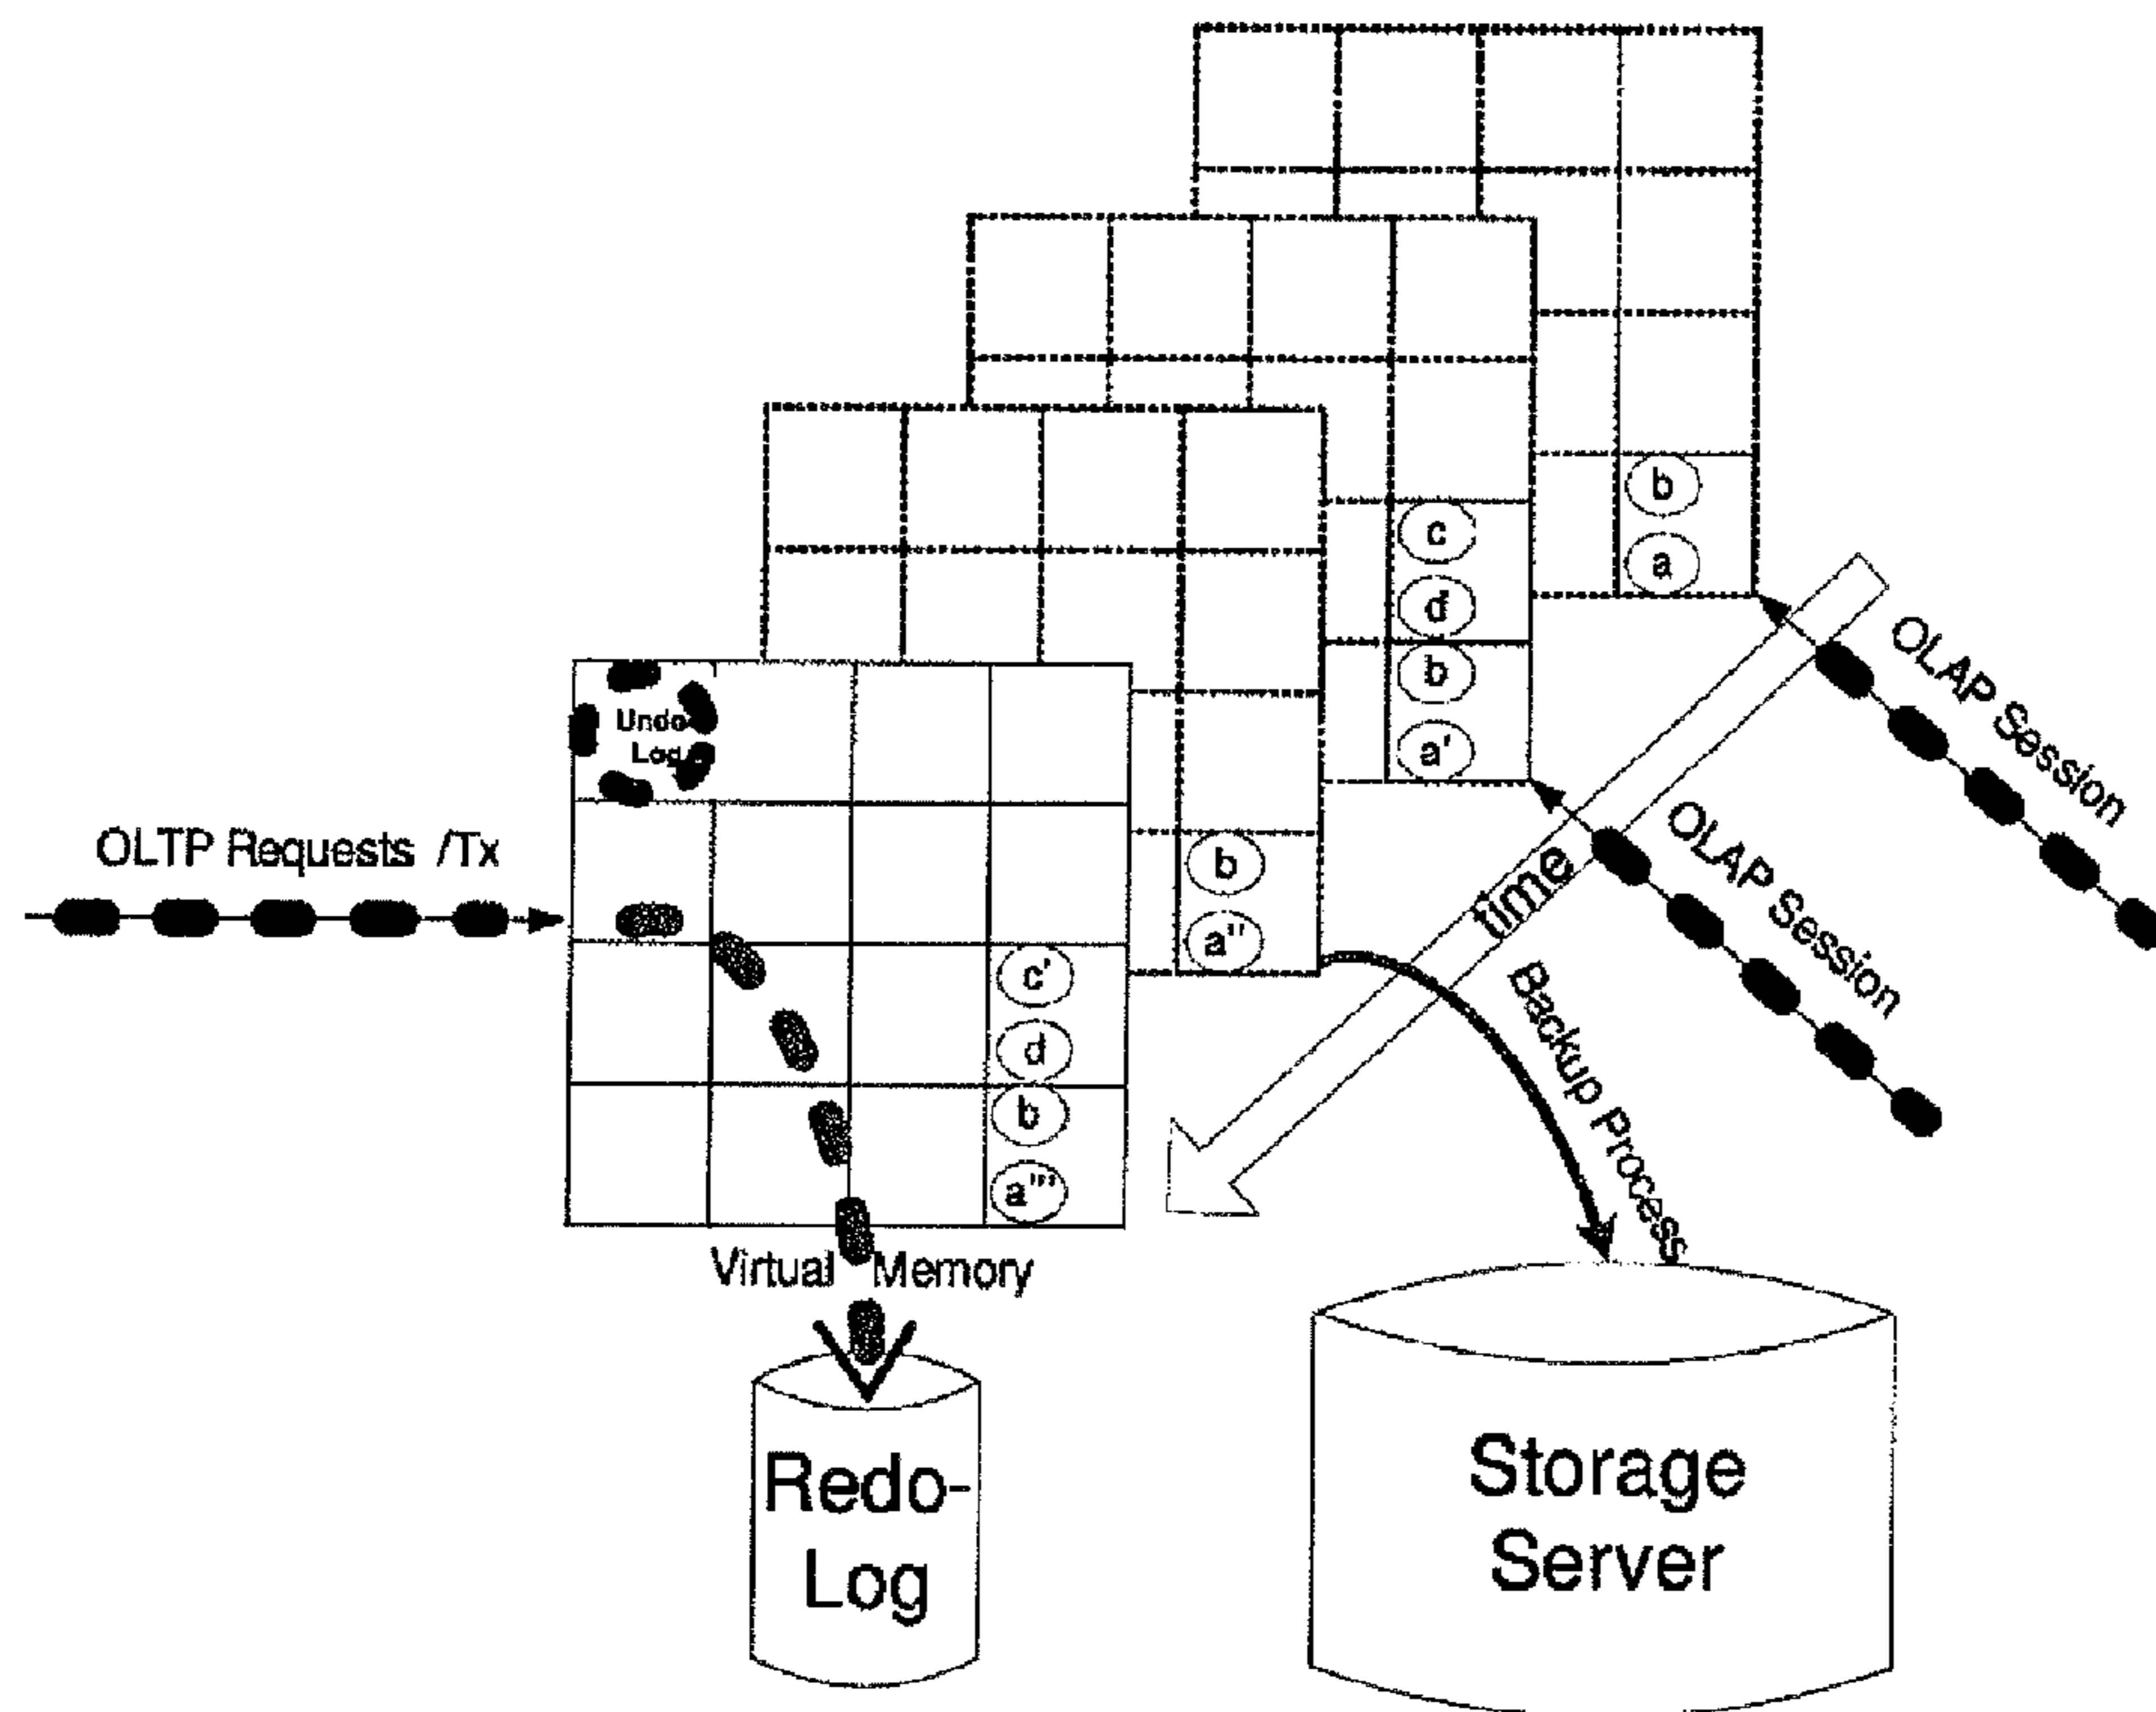 b
a
c
d
b
a'
OLAP Session
Undo
Log
OLTP Requests /Tx
b
a''
time
OLAP Session
c'
d
b
a'''
Backup Process
Virtual Memory
Redo-
Log
Storage
Server